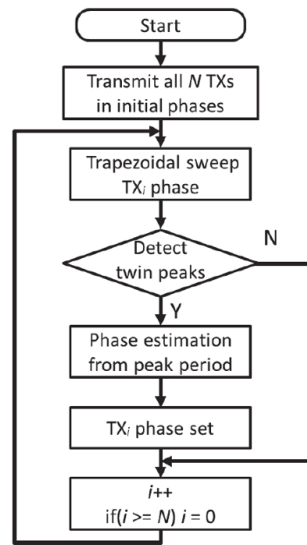 Start
Transmit all N TXs
in initial phases
Trapezoidal sweep
TXi phase
Detect
twin peaks
N
Y
Phase estimation
from peak period
TXi phase set
i++
if(i >= N) i = 0